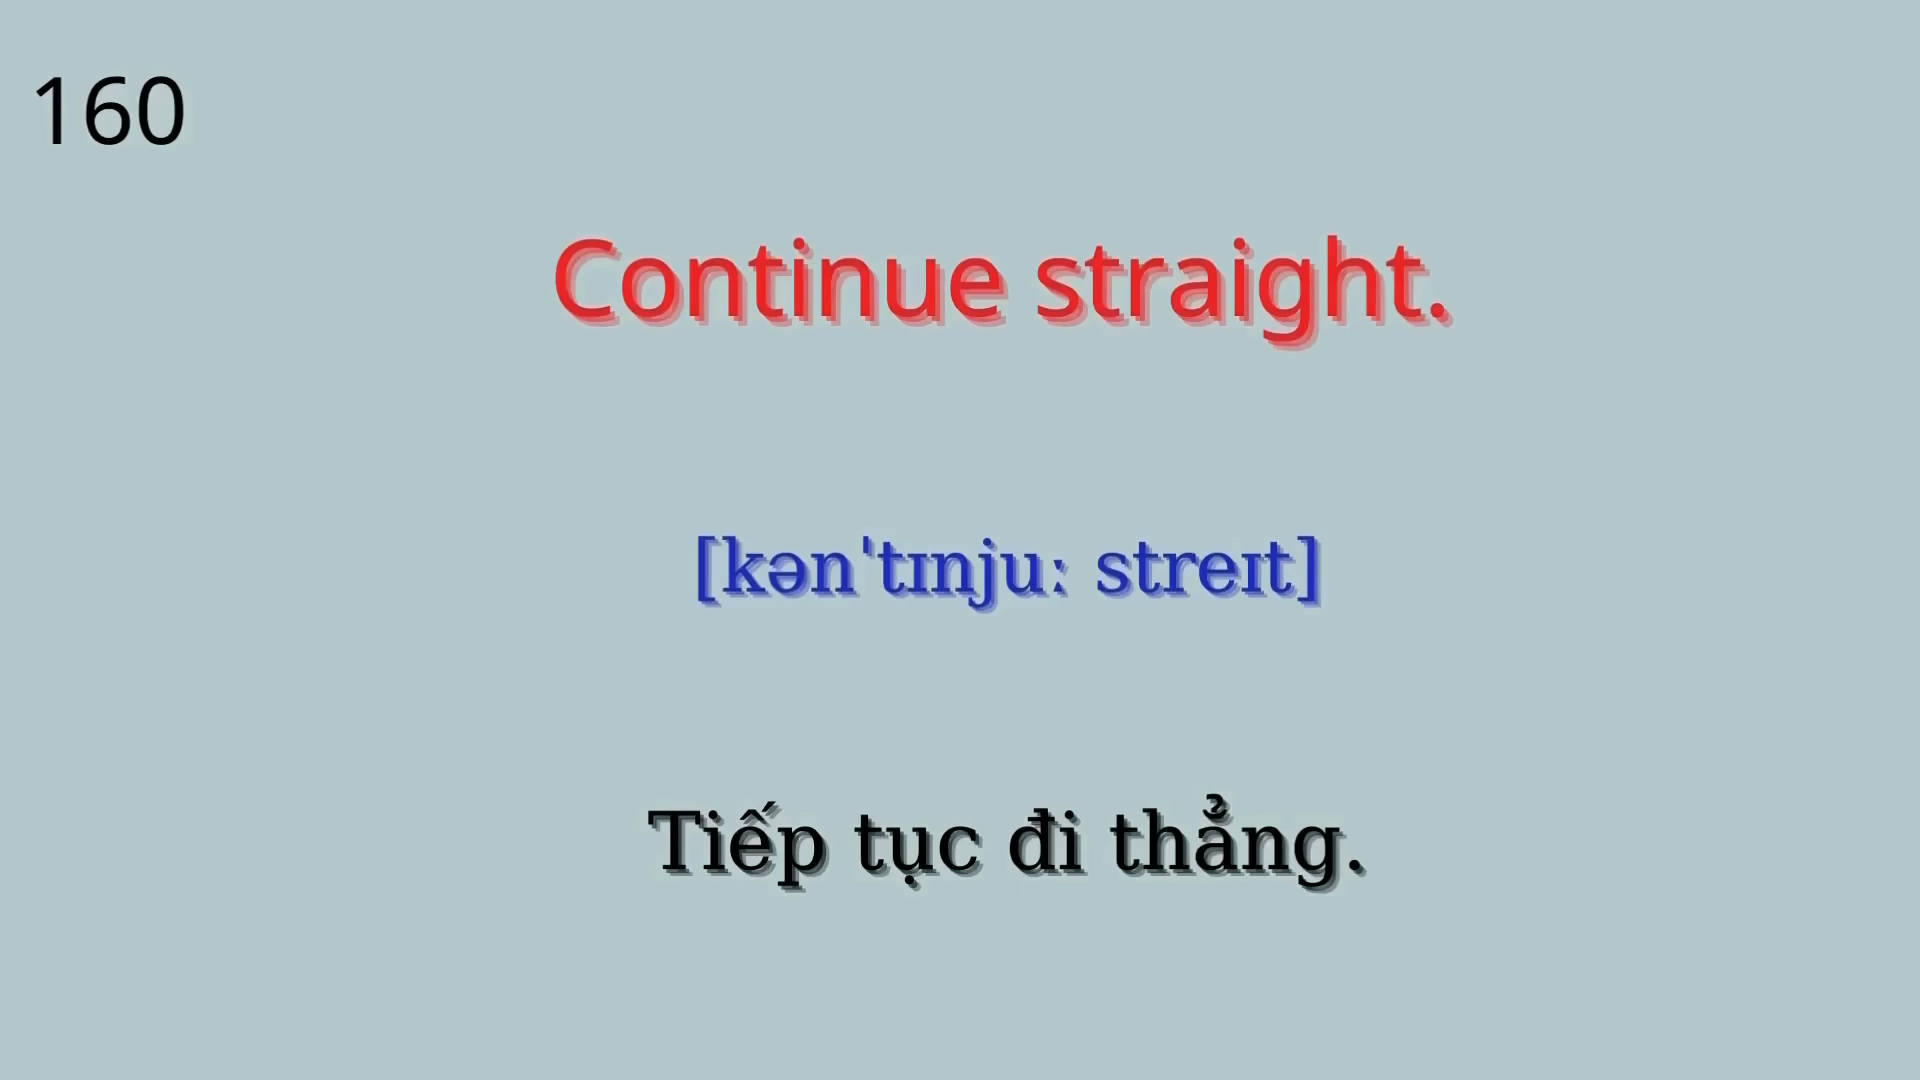 160
Continue straight.
[kənˈtɪnjuː streɪt]
Tiếp tục đi thẳng.